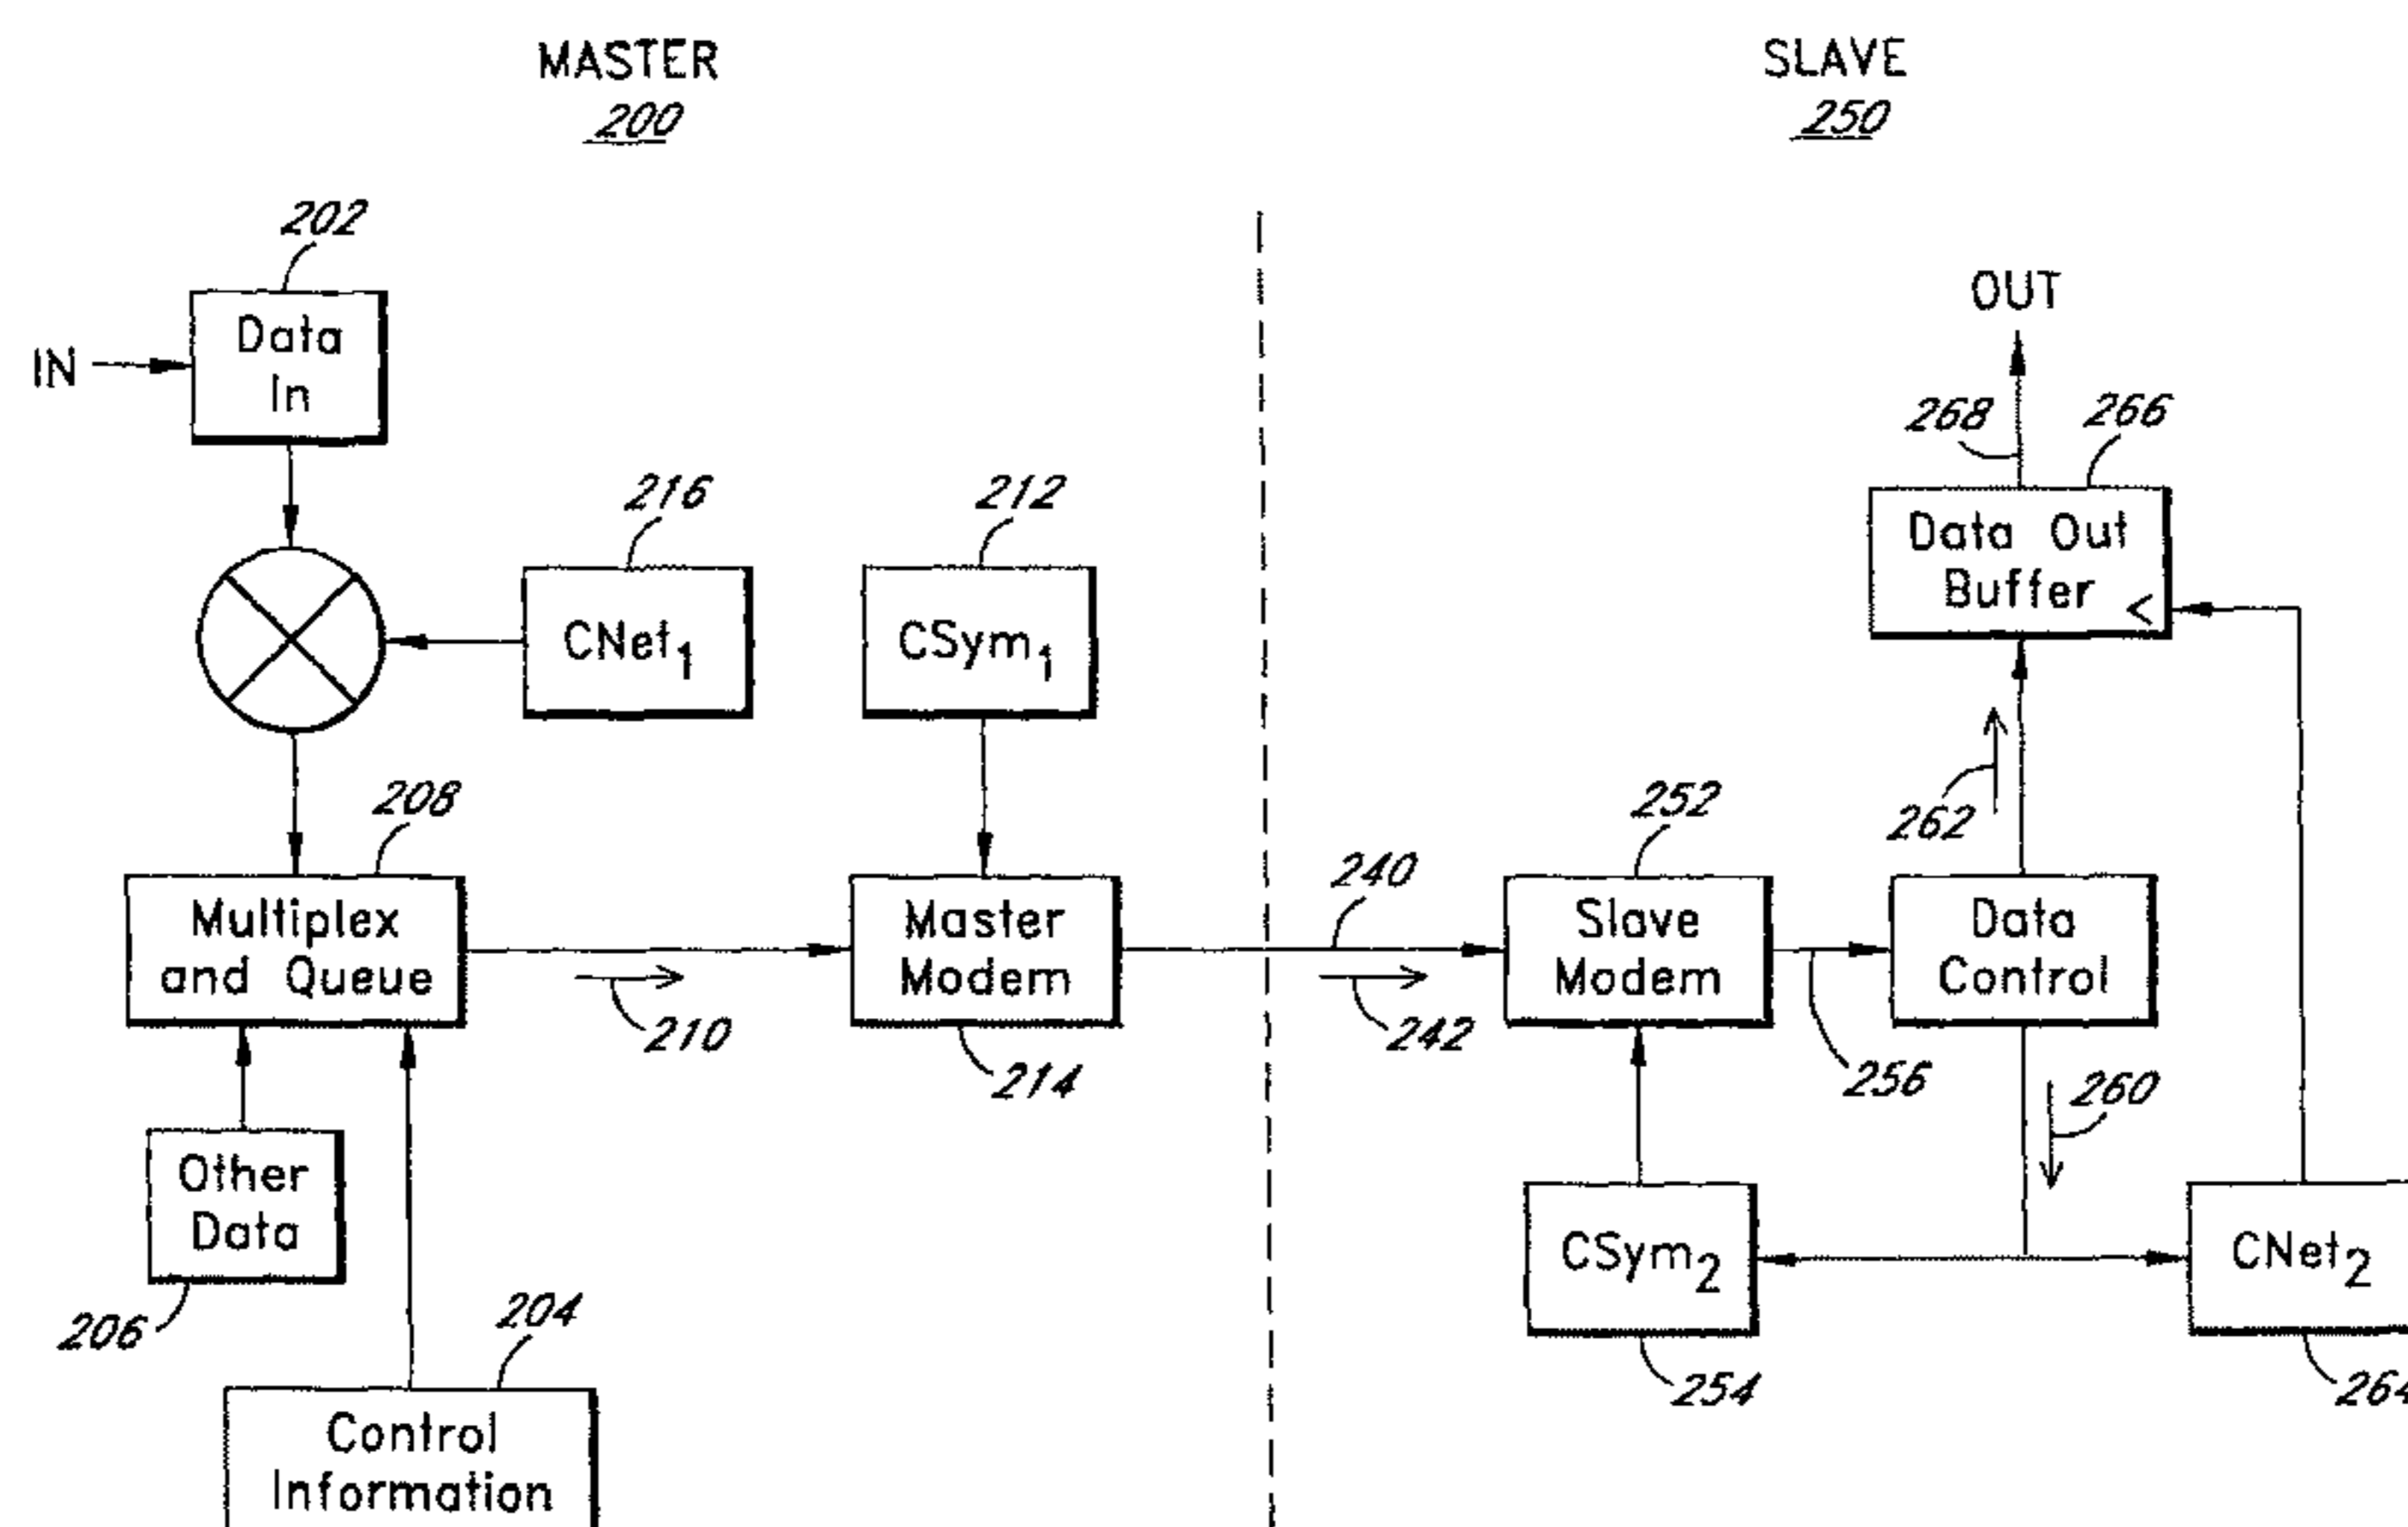 MASTER
200
SLAVE
250
202
Data
In
IN
OUT
268
266
Data Out
Buffer
<
216
CNet1
212
CSym1
262
208
Multiplex
and Queue
210
Master
Modem
214
240
242
252
Slave
Modem
256
Data
Control
260
Other
Data
206
204
Control
Information
CSym2
254
CNet2
264